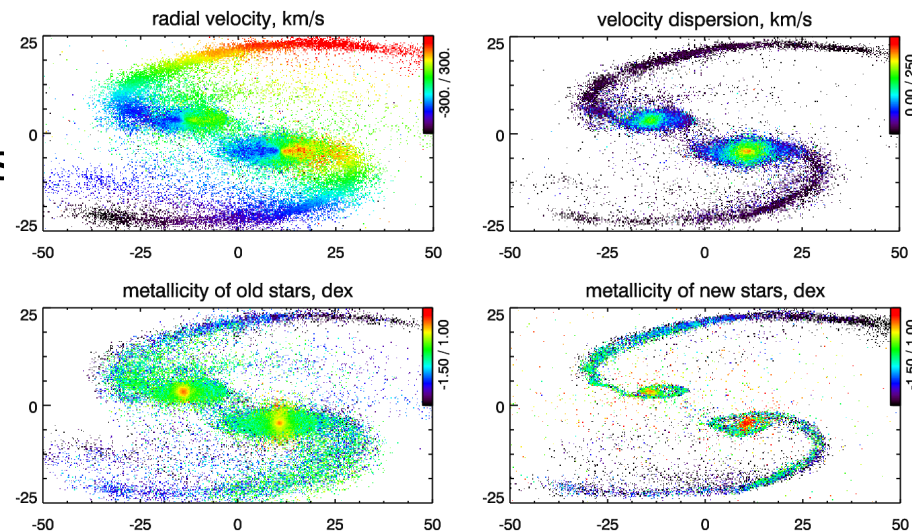 radial velocity, km/s
velocity dispersion, km/s
25
0
-25
-50 -25 0 25 50
-300. / 300.
25
0
-25
-50 -25 0 25 50
/ 250
metallicity of old stars, dex
metallicity of new stars, dex
25
0
-25
-50 -25 0 25 50
-1.50 / 1.00
25
0
-25
-50 -25 0 25 50
50 / 1.00